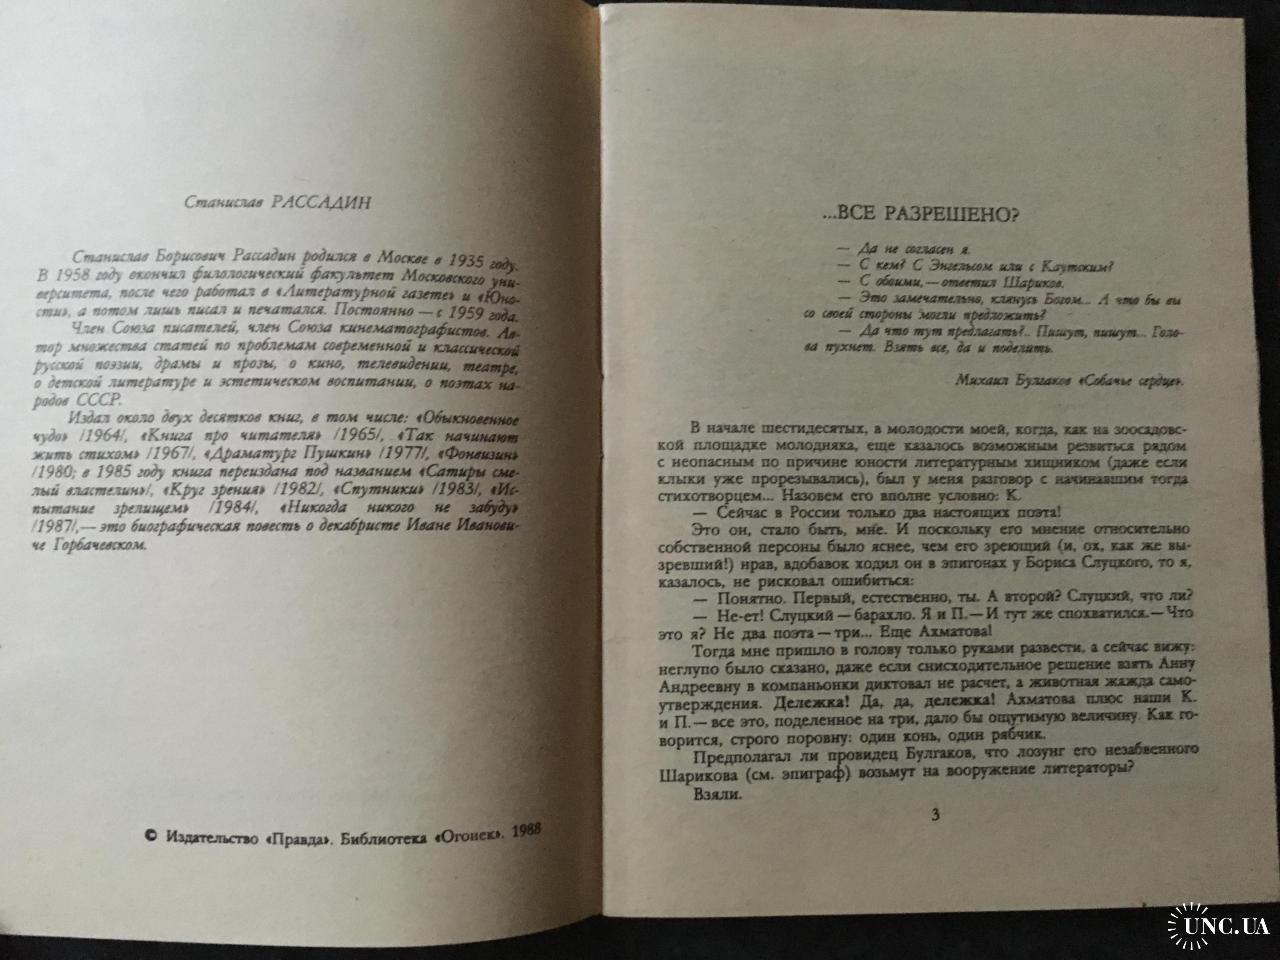 Станислав РАССАДИН
Станислав Борисович Рассадин родился в Москве в 1935 году.
В 1958 году окончил филологический факультет Московского уни-
верситета, после чего работал в «Литературной газете» и «Юно-
сти», а потом лишь писал и печатался. Постоянно — с 1959 года.
Член Союза писателей, член Союза кинематографистов. Ав-
тор множества статей по проблемам современной и классической
русской поэзии, драмы и прозы, о кино, телевидении, театре,
о детской литературе и эстетическом воспитании, о поэтах на-
родов СССР.
Издал около двух десятков книг, в том числе: «Обыкновенное
чудо» /1964/, «Книга про читателя» /1965/, «Так начинают
жить стихом» /1967/, «Драматург Пушкин» /1977/, «Фонвизин»
/1980; в 1985 году книга переиздана под названием «Сатиры сме-
лый властелин»/, «Круг зрения» /1982/, «Спутники» /1983/, «Ис-
пытание зрелищем» /1984/, «Никогда никого не забуду»
/1987/,— это биографическая повесть о декабристе Иване Иванови-
че Горбачевском.
© Издательство «Правда». Библиотека «Огонек». 1988
...ВСЕ РАЗРЕШЕНО?
— Да не согласен я.
— С кем? С Энгельсом или с Каутским?
— С обоими,— ответил Шариков.
— Это замечательно, клянусь Богом... А что бы вы
со своей стороны могли предложить?
— Да что тут предлагать?.. Пишут, пишут... Голо-
ва пухнет. Взять все, да и поделить.
Михаил Булгаков «Собачье сердце».
В начале шестидесятых, в молодости моей, когда, как на зоосадов-
ской площадке молодняка, еще казалось возможным резвиться рядом
с неопасным по причине юности литературным хищником (даже если
клыки уже прорезывались), был у меня разговор с начинавшим тогда
стихотворцем... Назовем его вполне условно: К.
— Сейчас в России только два настоящих поэта!
Это он, стало быть, мне. И поскольку его мнение относительно
собственной персоны было яснее, чем его зреющий (и, ох, как же вы-
зревший!) нрав, вдобавок ходил он в эпигонах у Бориса Слуцкого, то я,
казалось, не рисковал ошибиться:
— Понятно. Первый, естественно, ты. А второй? Слуцкий, что ли?
— Не-ет! Слуцкий — барахло. Я и П.— И тут же спохватился.— Что
это я? Не два поэта — три... Еще Ахматова!
Тогда мне пришло в голову только руками развести, а сейчас вижу:
неглупо было сказано, даже если снисходительное решение взять Анну
Андреевну в компаньонки диктовал не расчет, а животная жажда само-
утверждения. Дележка! Да, да, дележка! Ахматова плюс наши К.
и П.— все это, поделенное на три, дало бы ощутимую величину. Как го-
ворится, строго поровну: один конь, один рябчик.
Предполагал ли провидец Булгаков, что лозунг его незабвенного
Шарикова (см. эпиграф) возьмут на вооружение литераторы?
Взяли.
3
UNC.UA